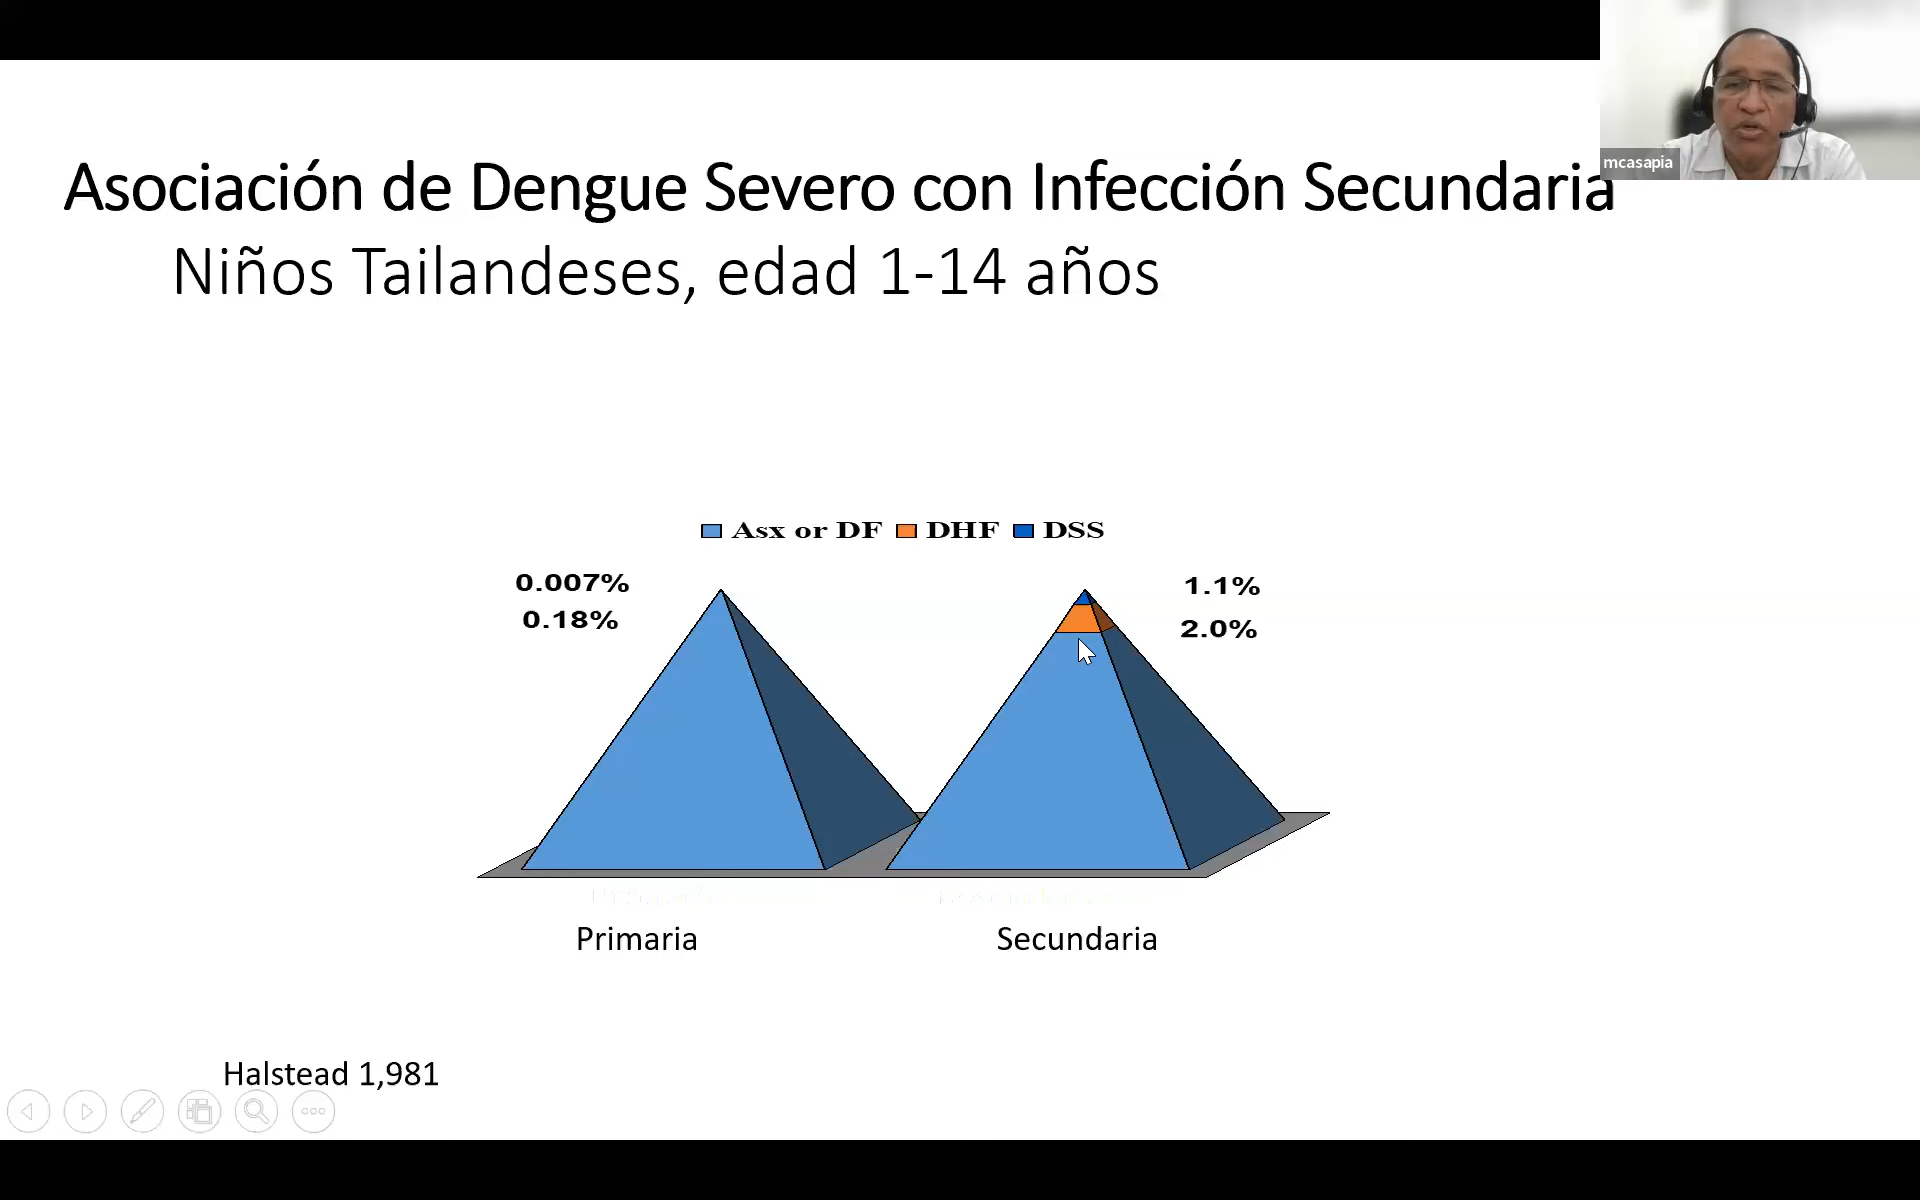 mcasapia
Asociación de Dengue Severo con Infección Secundaria
Niños Tailandeses, edad 1-14 años
Asx or DF DHF DSS
0.007%
0.18%
1.1%
2.0%
Primaria
Secundaria
Halstead 1,981